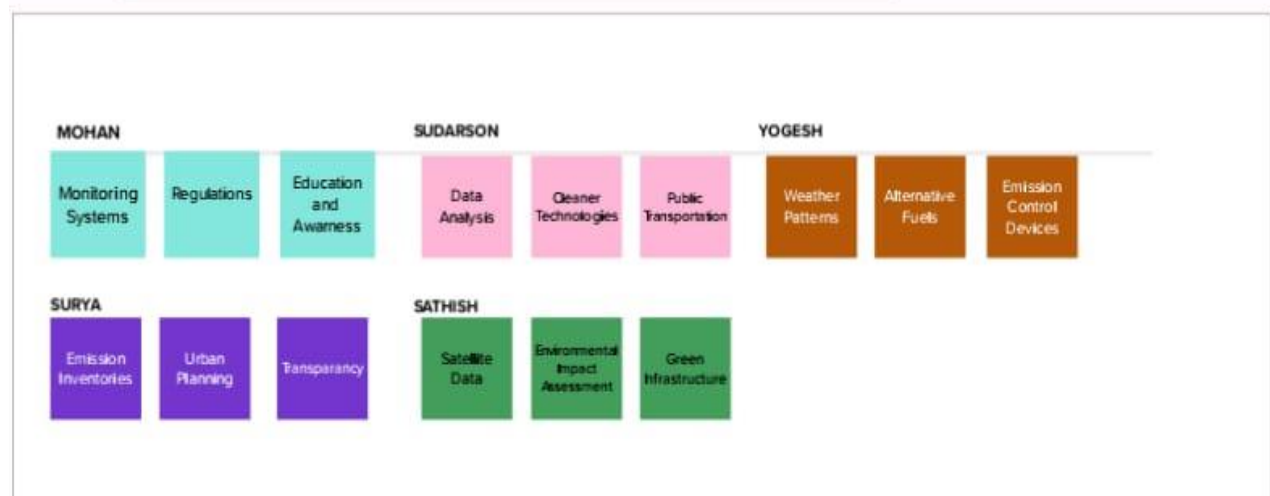 MOHAN
Monitoring
Systems
Regulations
Education
and
Awarness
SUDARSON
Data
Analysis
Cleaner
Technologies
Public
Transportation
YOGESH
Weather
Patterns
Alternative
Fuels
Emission
Control
Devices
SURYA
Emission
Inventories
Urban
Planning
Transparancy
SATHISH
Satellite
Data
Environmental
Impact
Assessment
Green
Infrastructure